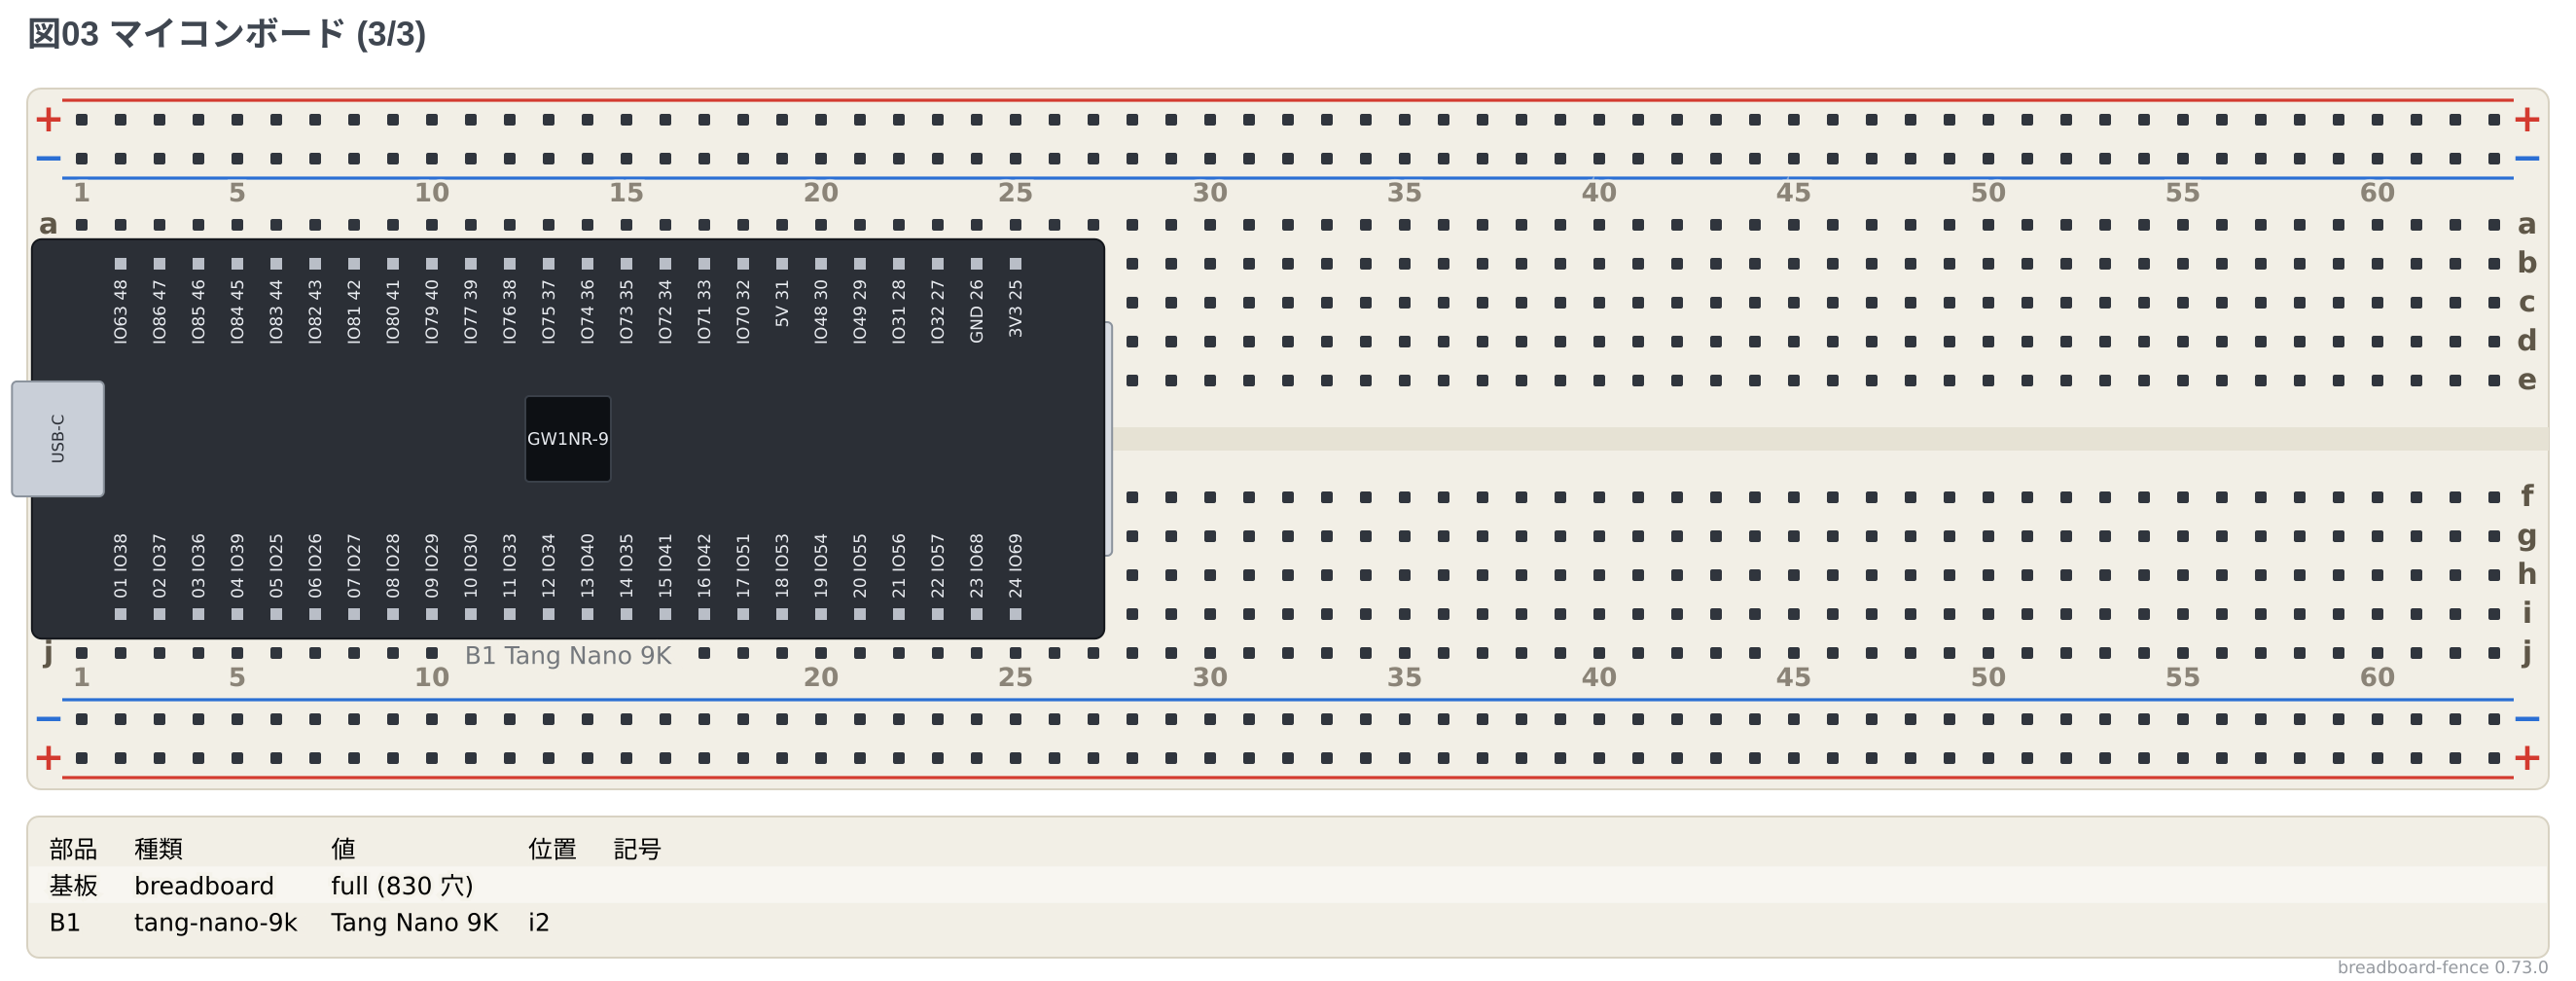 図03 マイコンボード (3/3)
+ +
− −
1 5 10 15 20 25 30 35 40 45 50 55 60
a a
b
c
d
e
IO63 48
IO86 47
IO85 46
IO84 45
IO83 44
IO82 43
IO81 42
IO80 41
IO79 40
IO77 39
IO76 38
IO75 37
IO74 36
IO73 35
IO72 34
IO71 33
IO70 32
5V 31
IO48 30
IO49 29
IO31 28
IO32 27
GND 26
3V3 25
USB-C
GW1NR-9
f
g
h
i
01 IO38
02 IO37
03 IO36
04 IO39
05 IO25
06 IO26
07 IO27
08 IO28
09 IO29
10 IO30
11 IO33
12 IO34
13 IO40
14 IO35
15 IO41
16 IO42
17 IO51
18 IO53
19 IO54
20 IO55
21 IO56
22 IO57
23 IO68
24 IO69
j B1 Tang Nano 9K j
1 5 10 20 25 30 35 40 45 50 55 60
− −
+ +
部品 種類 値 位置 記号
基板 breadboard full (830 穴)
B1 tang-nano-9k Tang Nano 9K i2
breadboard-fence 0.73.0